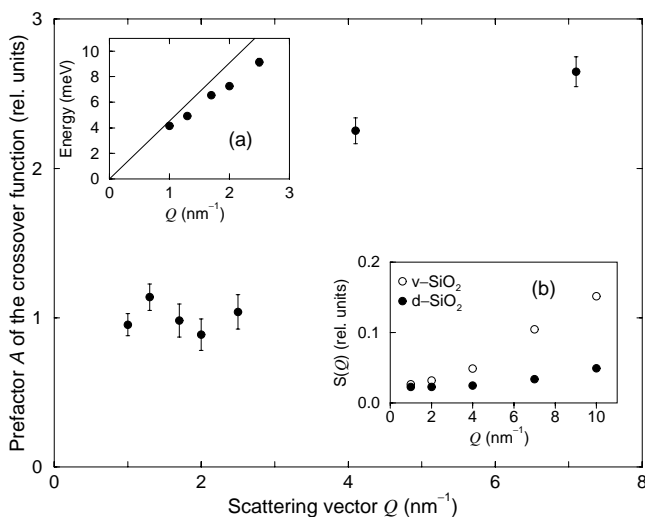 3
2
1
0
Prefactor A of the crossover function (rel. units)
0 2 4 6 8
Scattering vector Q (nm⁻¹)
10
8
6
4
2
0
Energy (meV)
(a)
0 1 2 3
Q (nm⁻¹)
0.2
0.1
0.0
S(Q) (rel. units)
v–SiO₂
d–SiO₂
(b)
0 2 4 6 8 10
Q (nm⁻¹)